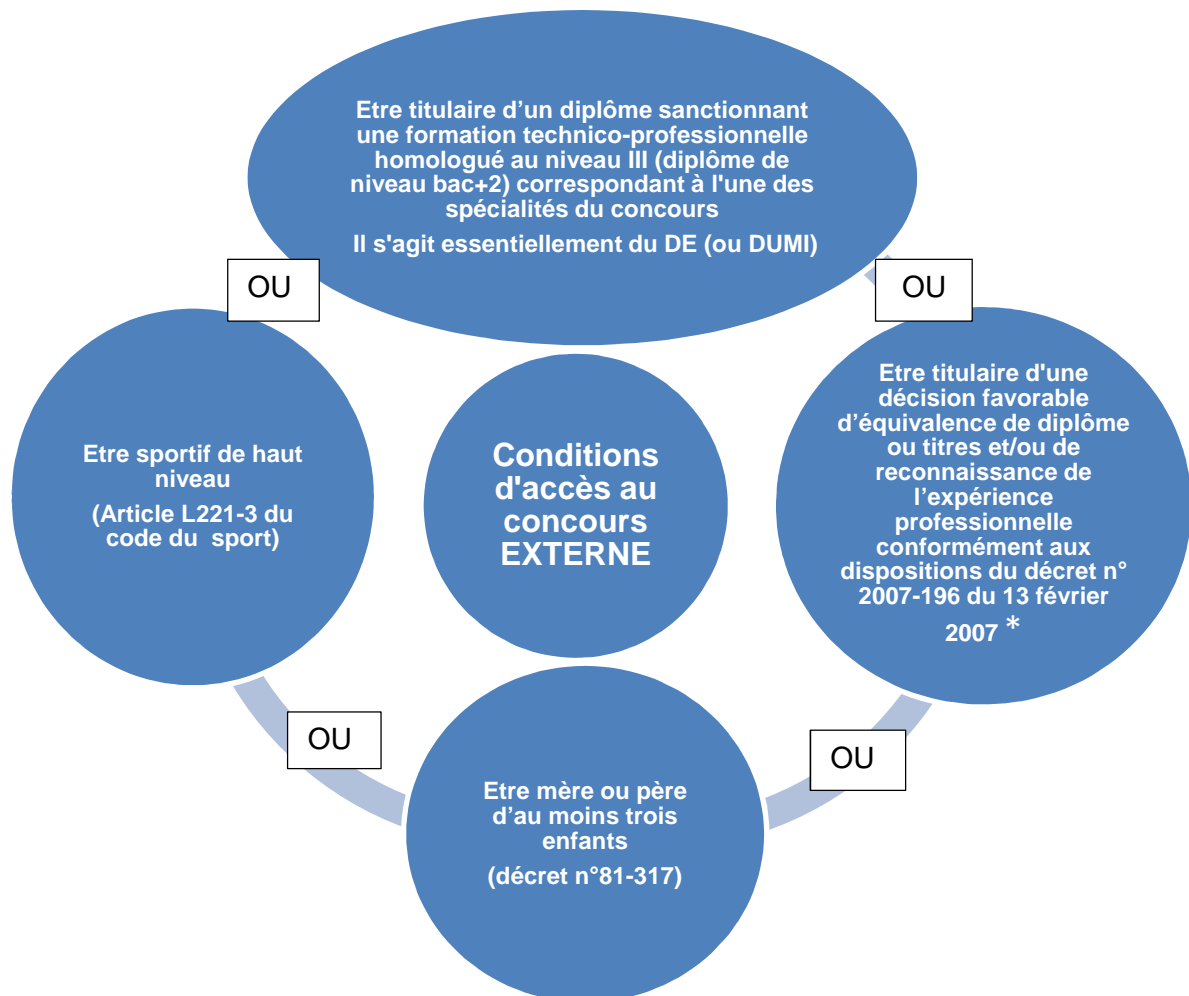 Etre titulaire d’un diplôme sanctionnant
une formation technico-professionnelle
homologué au niveau III (diplôme de
niveau bac+2) correspondant à l'une des
spécialités du concours
Il s'agit essentiellement du DE (ou DUMI)
OU
OU
Etre titulaire d'une
décision favorable
d’équivalence de diplôme
ou titres et/ou de
reconnaissance de
l’expérience
professionnelle
conformément aux
dispositions du décret n°
2007-196 du 13 février
2007 *
Etre sportif de haut
niveau
(Article L221-3 du
code du sport)
Conditions
d'accès au
concours
EXTERNE
OU
OU
Etre mère ou père
d’au moins trois
enfants
(décret n°81-317)